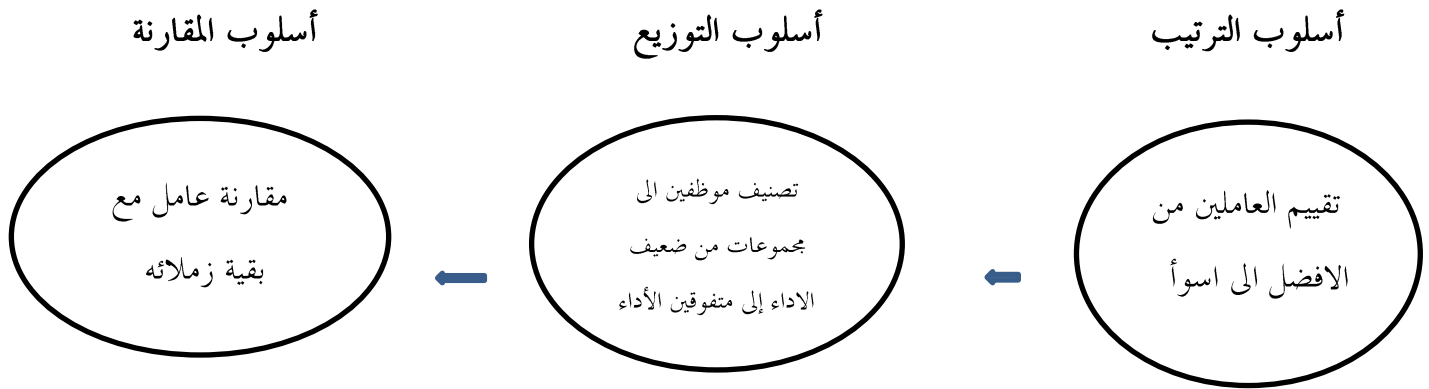 أسلوب الترتيب
أسلوب التوزيع
أسلوب المقارنة
تقييم العاملين من
الافضل الى اسوأ
تصنيف موظفين الى
مجموعات من ضعيف
الاداء إلى متفوقين الأداء
مقارنة عامل مع
بقية زملائه